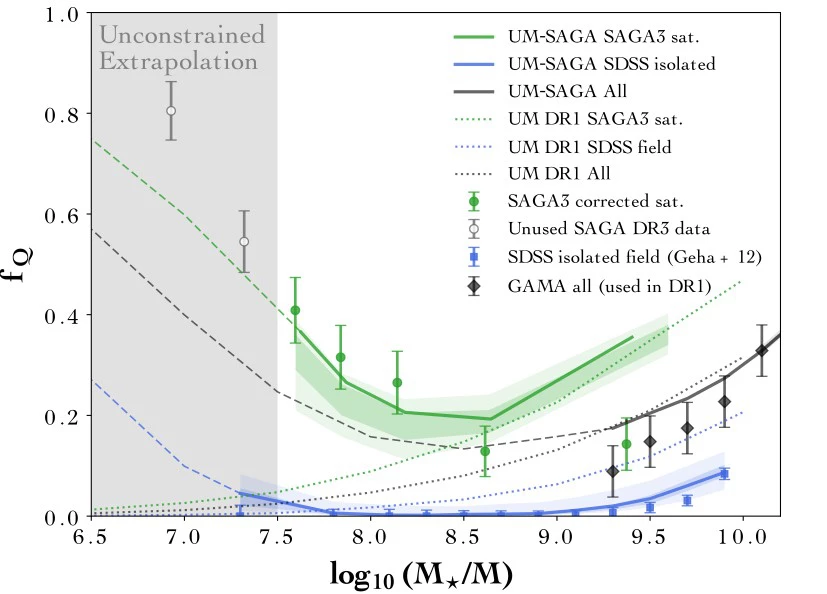 1.0
0.8
0.6
0.4
0.2
0.0
f_Q
Unconstrained
Extrapolation
UM-SAGA SAGA3 sat.
UM-SAGA SDSS isolated
UM-SAGA All
UM DR1 SAGA3 sat.
UM DR1 SDSS field
UM DR1 All
SAGA3 corrected sat.
Unused SAGA DR3 data
SDSS isolated field (Geha + 12)
GAMA all (used in DR1)
6.5 7.0 7.5 8.0 8.5 9.0 9.5 10.0
log₁₀ (M⋆/M)